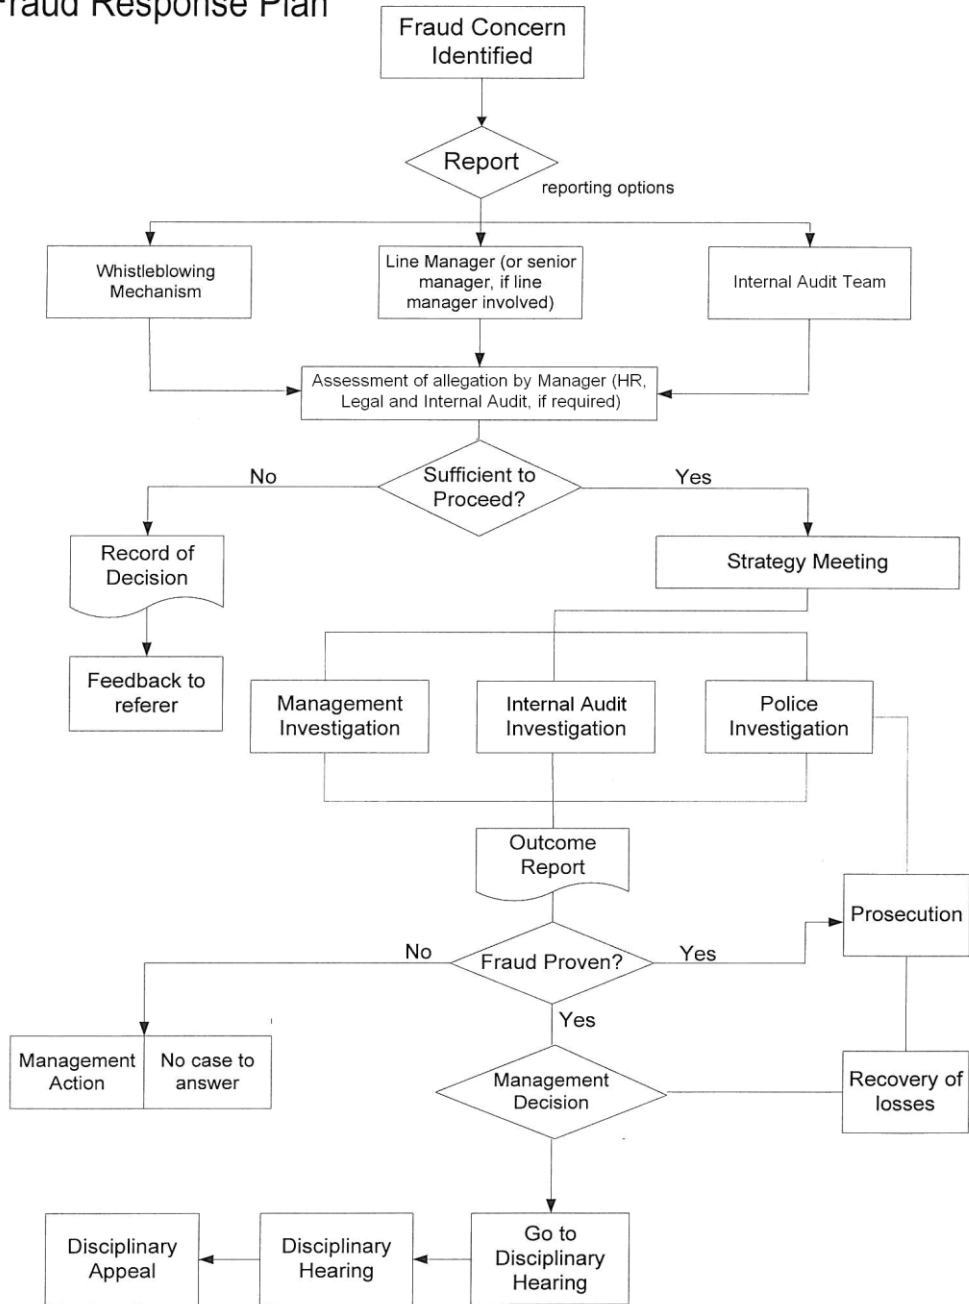 Fraud Response Plan
Fraud Concern
Identified
Report
reporting options
Whistleblowing
Mechanism
Line Manager (or senior
manager, if line
manager involved)
Internal Audit Team
Assessment of allegation by Manager (HR,
Legal and Internal Audit, if required)
No
Sufficient to
Proceed?
Yes
Record of
Decision
Strategy Meeting
Feedback to
referer
Management
Investigation
Internal Audit
Investigation
Police
Investigation
Outcome
Report
Prosecution
No
Fraud Proven?
Yes
Yes
Management
Action
No case to
answer
Management
Decision
Recovery of
losses
Disciplinary
Appeal
Disciplinary
Hearing
Go to
Disciplinary
Hearing